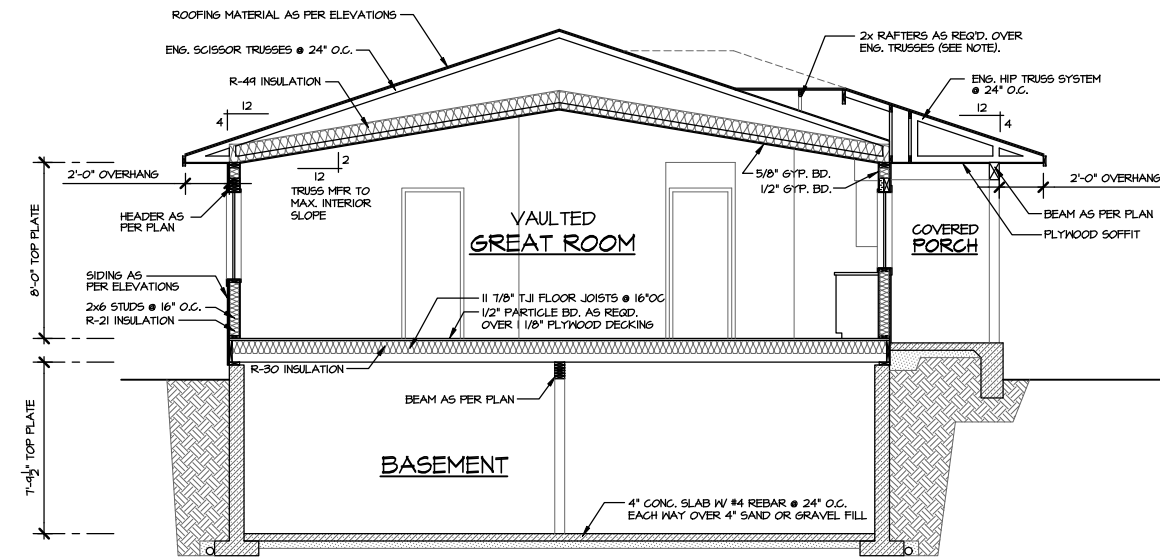 ROOFING MATERIAL AS PER ELEVATIONS
ENG. SCISSOR TRUSSES @ 24" O.C.
R-49 INSULATION
2x RAFTERS AS REQ'D. OVER
ENG. TRUSSES (SEE NOTE).
ENG. HIP TRUSS SYSTEM
@ 24" O.C.
12
4
12
4
2
12
TRUSS MFR TO
MAX. INTERIOR
SLOPE
5/8" GYP. BD.
1/2" GYP. BD.
2'-0" OVERHANG
2'-0" OVERHANG
HEADER AS
PER PLAN
BEAM AS PER PLAN
PLYWOOD SOFFIT
VAULTED
GREAT ROOM
COVERED
PORCH
8'-0" TOP PLATE
SIDING AS
PER ELEVATIONS
2x6 STUDS @ 16" O.C.
R-21 INSULATION
11 7/8" TJI FLOOR JOISTS @ 16"OC
1/2" PARTICLE BD. AS REQD.
OVER 1 1/8" PLYWOOD DECKING
R-30 INSULATION
BEAM AS PER PLAN
7'-9 1/2" TOP PLATE
BASEMENT
4" CONC. SLAB W/ #4 REBAR @ 24" O.C.
EACH WAY OVER 4" SAND OR GRAVEL FILL